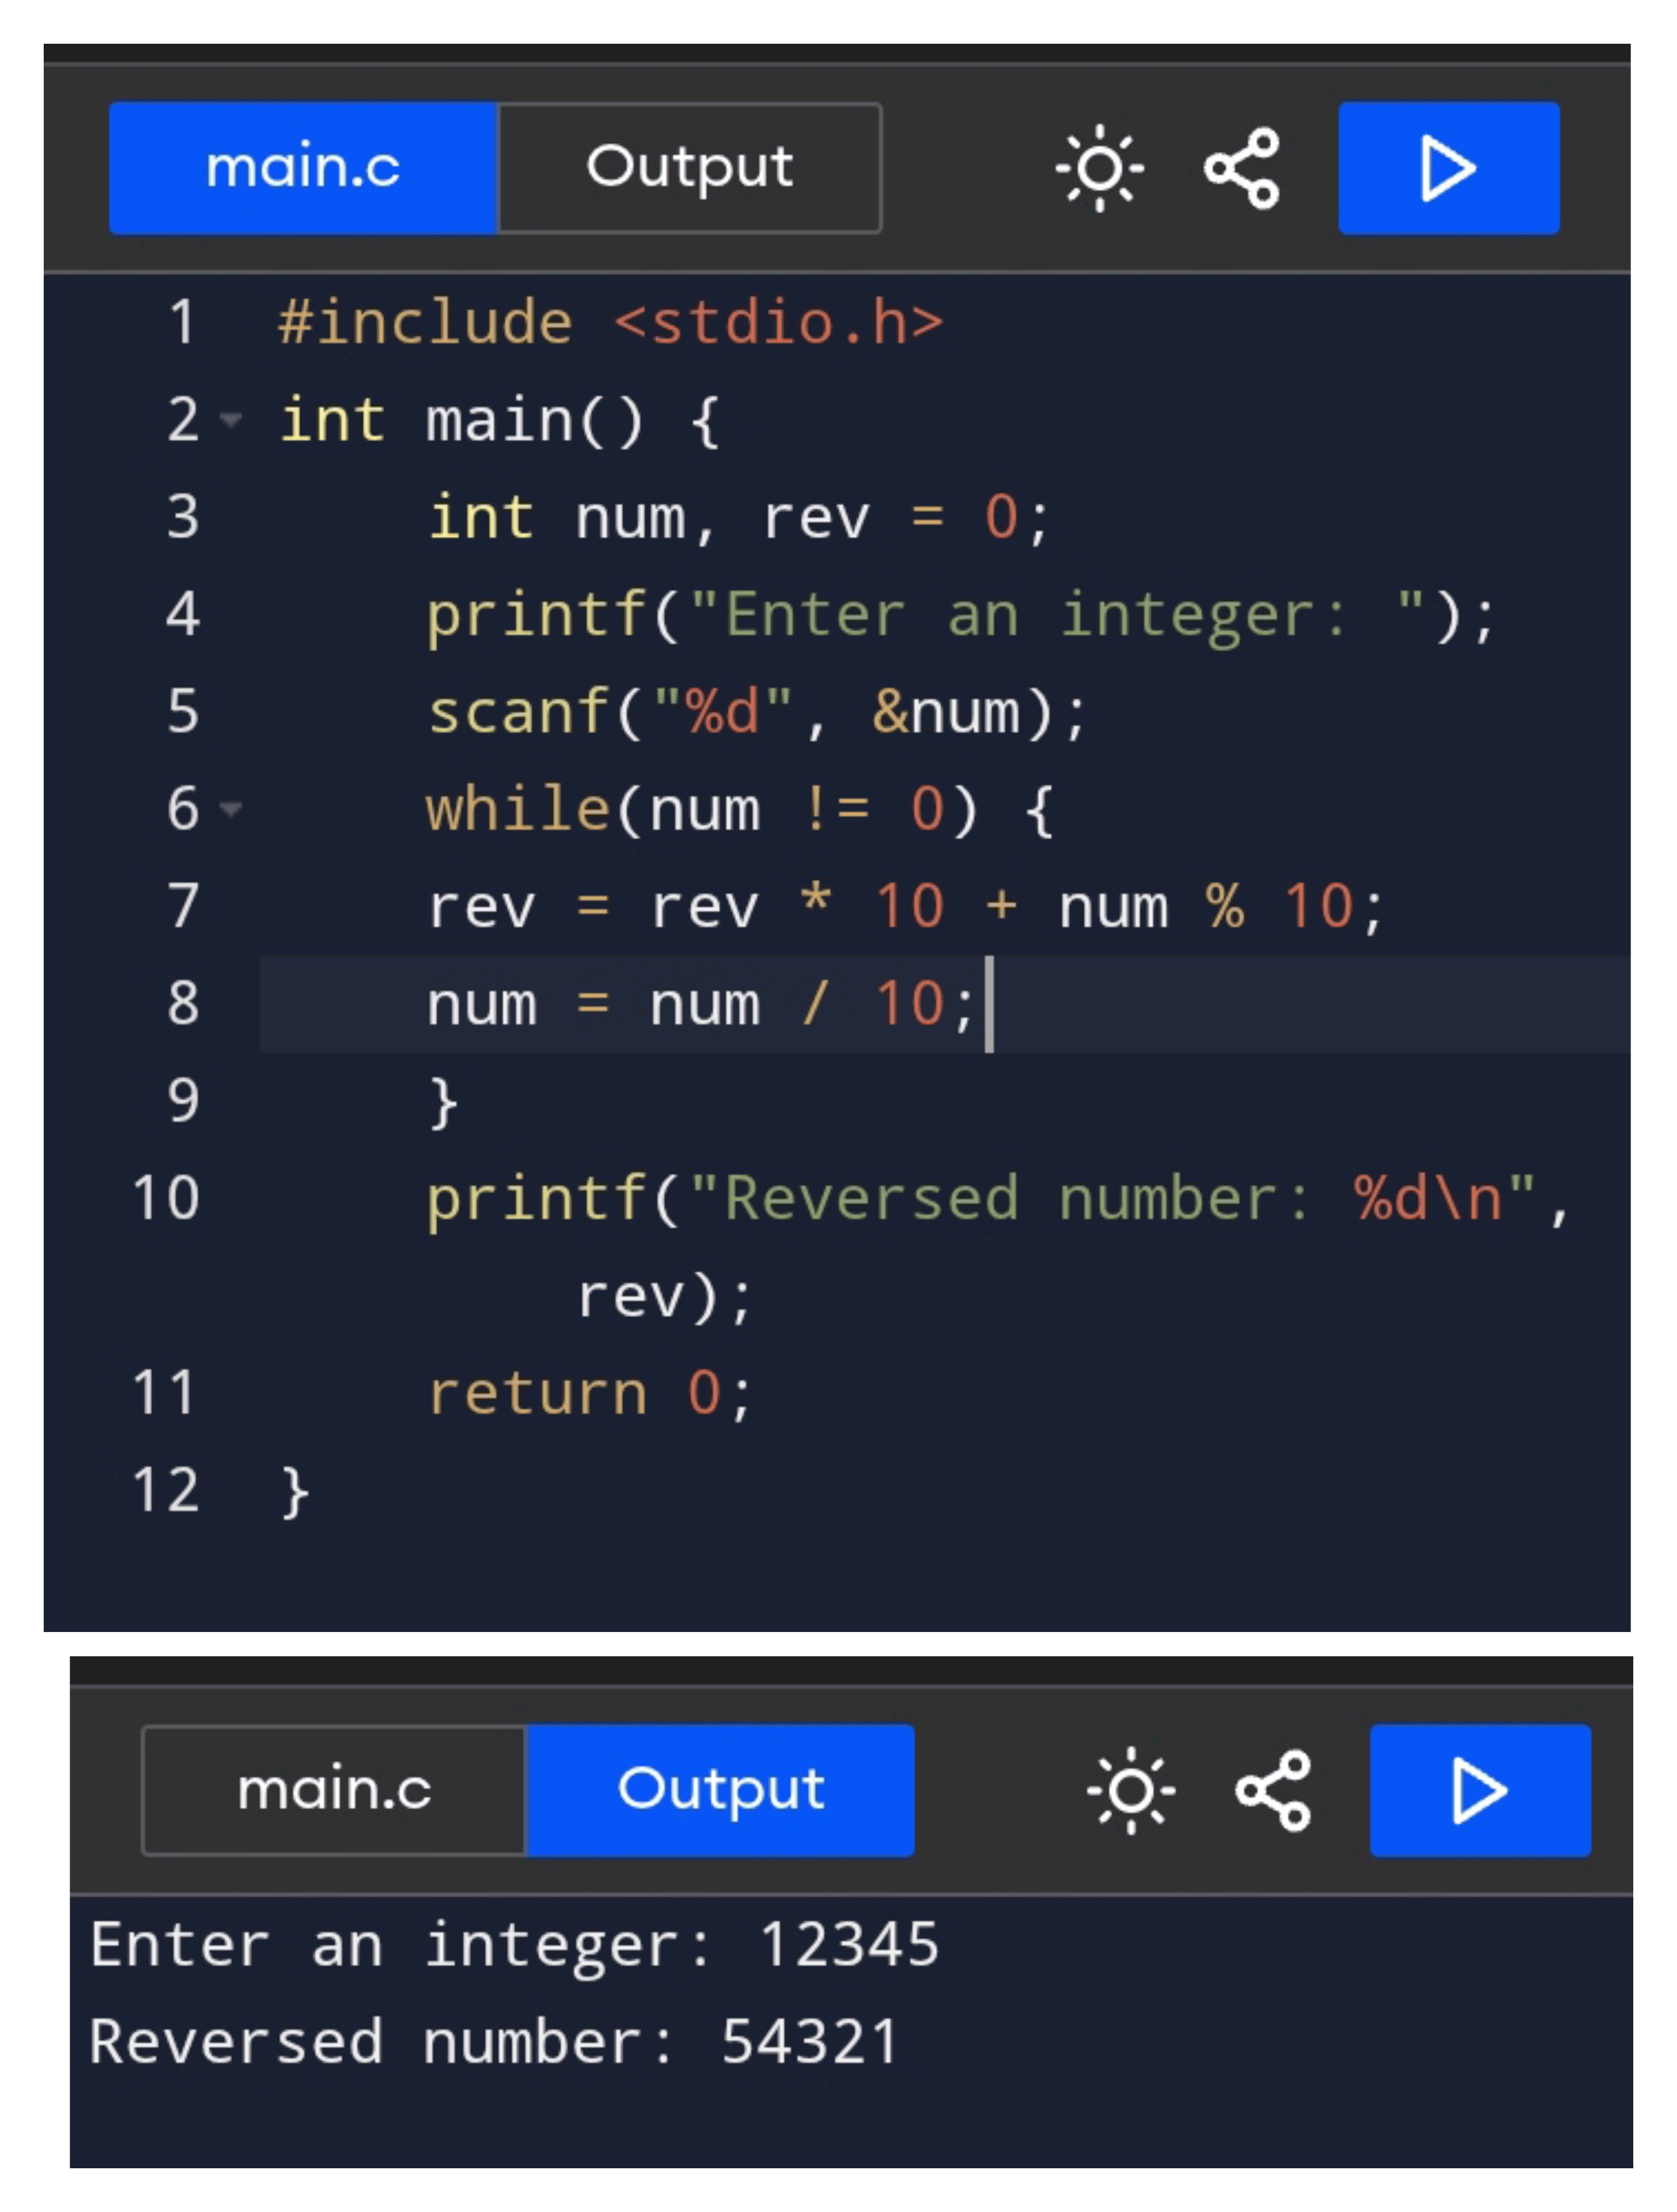 main.c Output
1 #include <stdio.h>
2 int main() {
3     int num, rev = 0;
4     printf("Enter an integer: ");
5     scanf("%d", &num);
6     while(num != 0) {
7     rev = rev * 10 + num % 10;
8     num = num / 10;
9     }
10     printf("Reversed number: %d\n",
        rev);
11     return 0;
12 }
main.c Output
Enter an integer: 12345
Reversed number: 54321